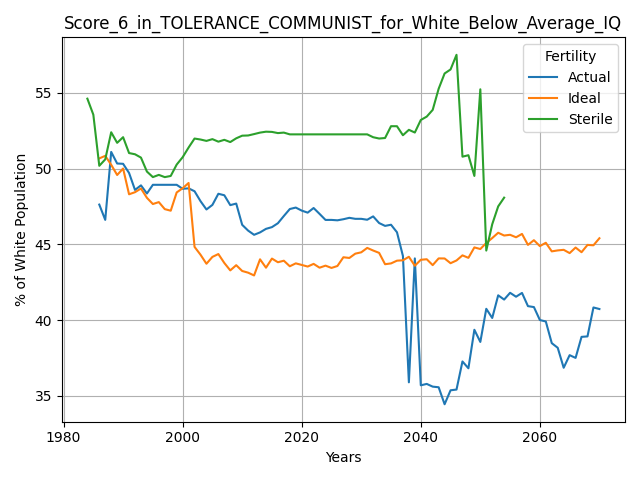 Score_6_in_TOLERANCE_COMMUNIST_for_White_Below_Average_IQ
Fertility
Actual
Ideal
Sterile
% of White Population
55
50
45
40
35
1980
2000
2020
2040
2060
Years